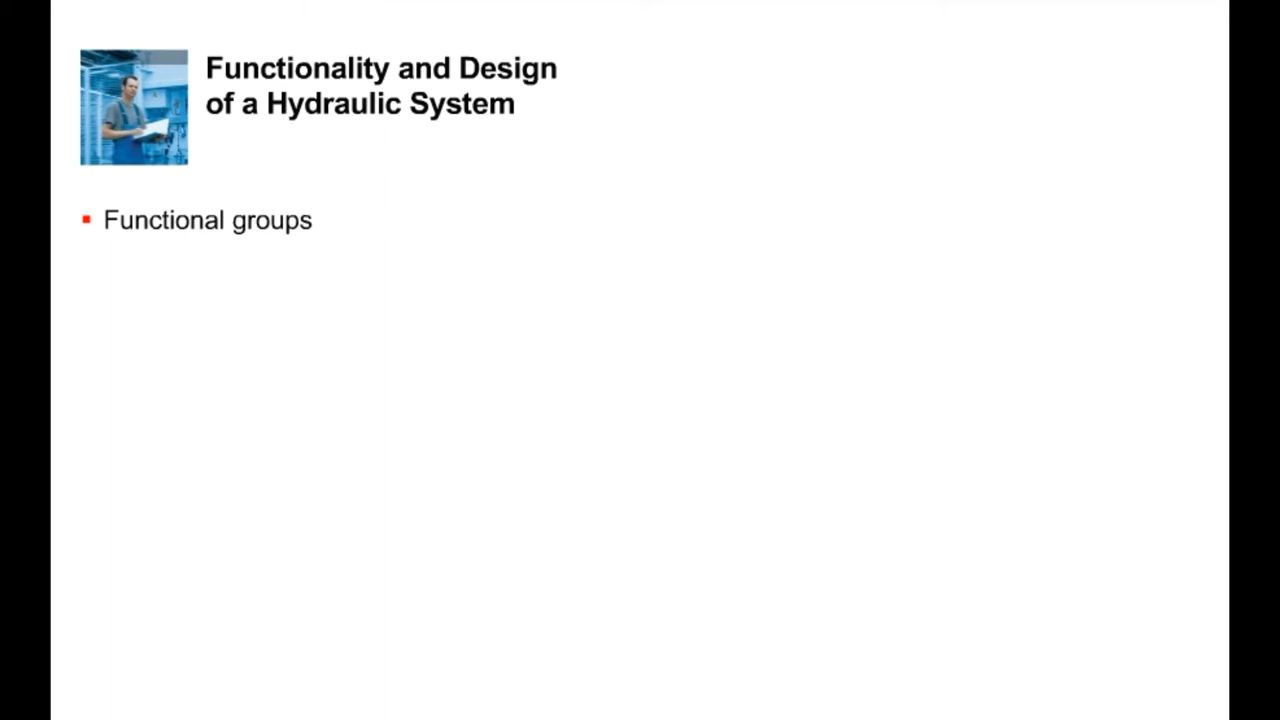 Functionality and Design
of a Hydraulic System
Functional groups